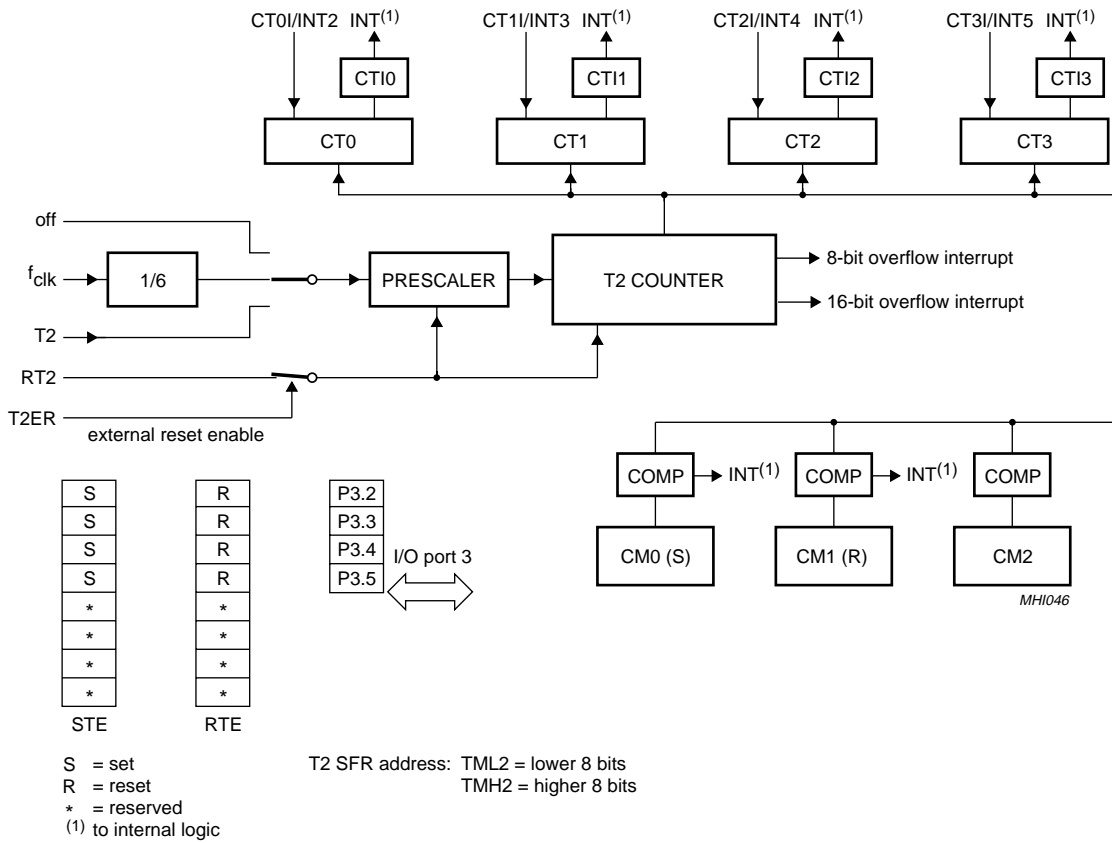 CT0I/INT2 INT(1) CT1I/INT3 INT(1) CT2I/INT4 INT(1) CT3I/INT5 INT(1)
CTI0 CTI1 CTI2 CTI3
CT0 CT1 CT2 CT3
off
fclk 1/6 PRESCALER T2 COUNTER 8-bit overflow interrupt
16-bit overflow interrupt
T2
RT2
T2ER
external reset enable
COMP INT(1) COMP INT(1) COMP
CM0 (S) CM1 (R) CM2
MHI046
S R P3.2
S R P3.3
S R P3.4
S R P3.5
I/O port 3
* *
* *
* *
* *
STE RTE
S = set
R = reset
* = reserved
(1) to internal logic
T2 SFR address: TML2 = lower 8 bits
TMH2 = higher 8 bits